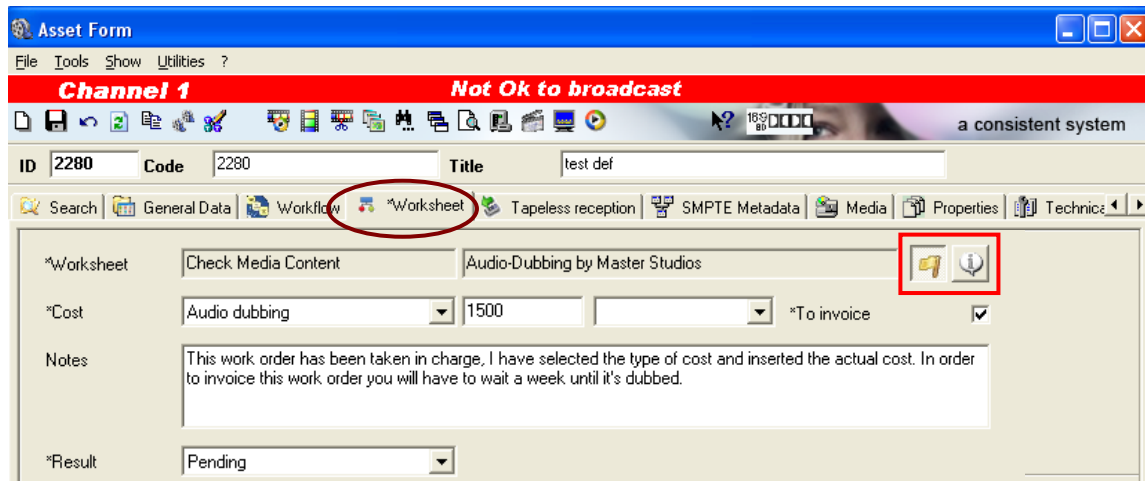 Asset Form
File Tools Show Utilities ?
Channel 1 Not Ok to broadcast
a consistent system
ID 2280 Code 2280 Title test def
Search General Data Workflow *Worksheet Tapeless reception SMPTE Metadata Media Properties Technica
*Worksheet Check Media Content Audio-Dubbing by Master Studios
*Cost Audio dubbing 1500 *To invoice
Notes This work order has been taken in charge, I have selected the type of cost and inserted the actual cost. In order
to invoice this work order you will have to wait a week until it's dubbed.
*Result Pending